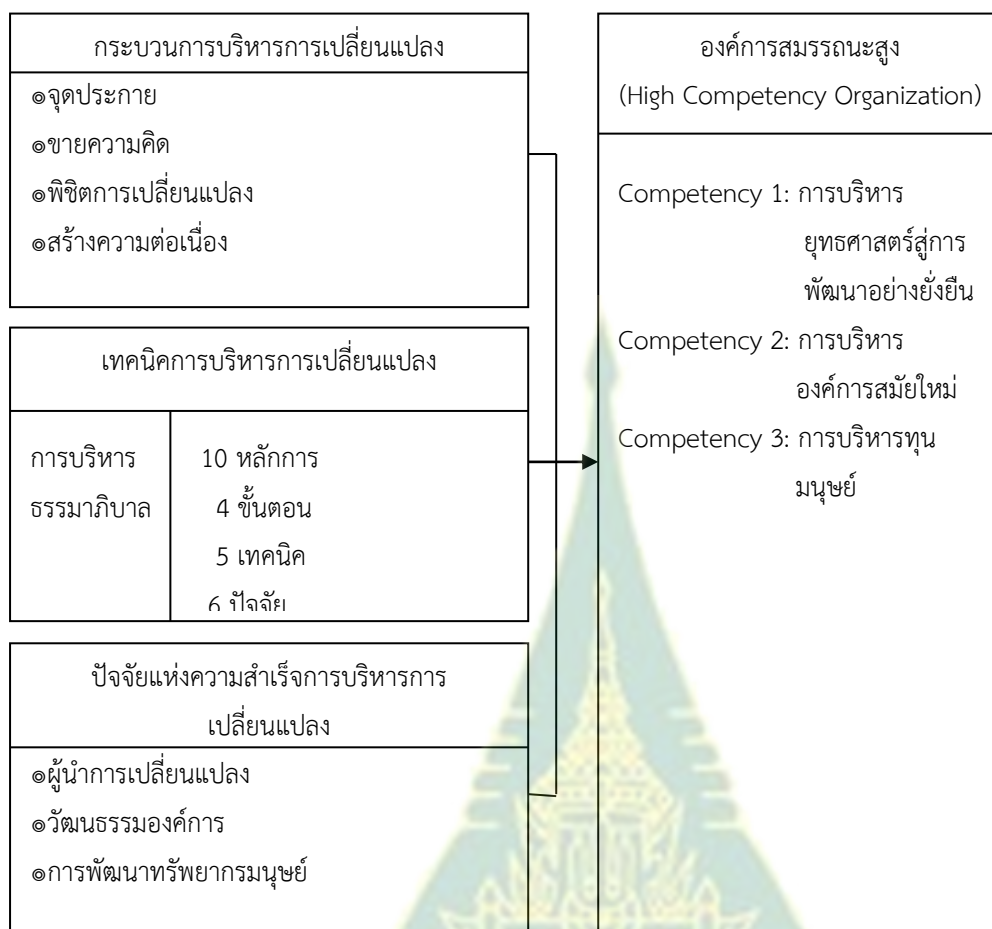 กระบวนการบริหารการเปลี่ยนแปลง
๏จุดประกาย
๏ขายความคิด
๏พิชิตการเปลี่ยนแปลง
๏สร้างความต่อเนื่อง
เทคนิคการบริหารการเปลี่ยนแปลง
การบริหาร
ธรรมาภิบาล
10 หลักการ
4 ขั้นตอน
5 เทคนิค
6 ปัจจัย
ปัจจัยแห่งความสำเร็จการบริหารการ
เปลี่ยนแปลง
๏ผู้นำการเปลี่ยนแปลง
๏วัฒนธรรมองค์การ
๏การพัฒนาทรัพยากรมนุษย์
องค์การสมรรถนะสูง
(High Competency Organization)
Competency 1: การบริหาร
ยุทธศาสตร์สู่การ
พัฒนาอย่างยั่งยืน
Competency 2: การบริหาร
องค์การสมัยใหม่
Competency 3: การบริหารทุน
มนุษย์